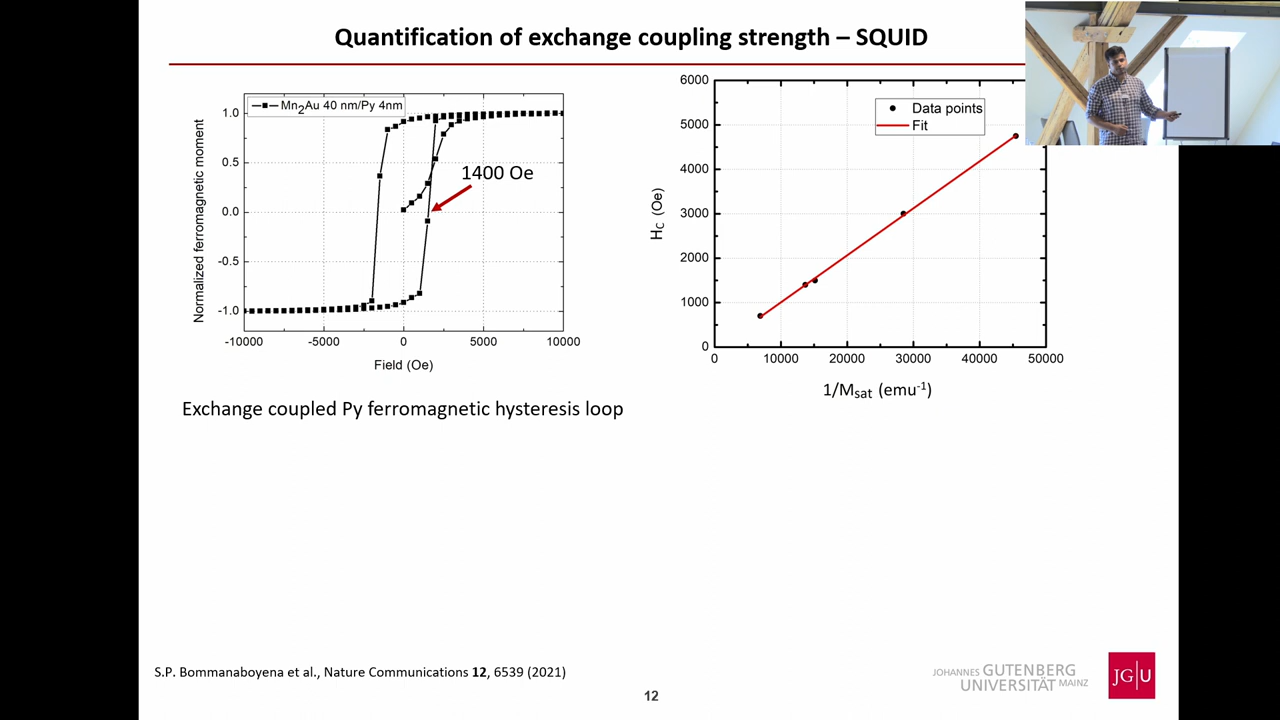 Quantification of exchange coupling strength – SQUID
Mn2Au 40 nm/Py 4nm
1.0
0.5
0.0
-0.5
-1.0
Normalized ferromagnetic moment
1400 Oe
-10000 -5000 0 5000 10000
Field (Oe)
Exchange coupled Py ferromagnetic hysteresis loop
6000
5000
4000
3000
2000
1000
0
HC (Oe)
Data points
Fit
0 10000 20000 30000 40000 50000
1/Msat (emu-1)
S.P. Bommanaboyena et al., Nature Communications 12, 6539 (2021)
12
JOHANNES GUTENBERG
UNIVERSITÄT MAINZ
JG|U